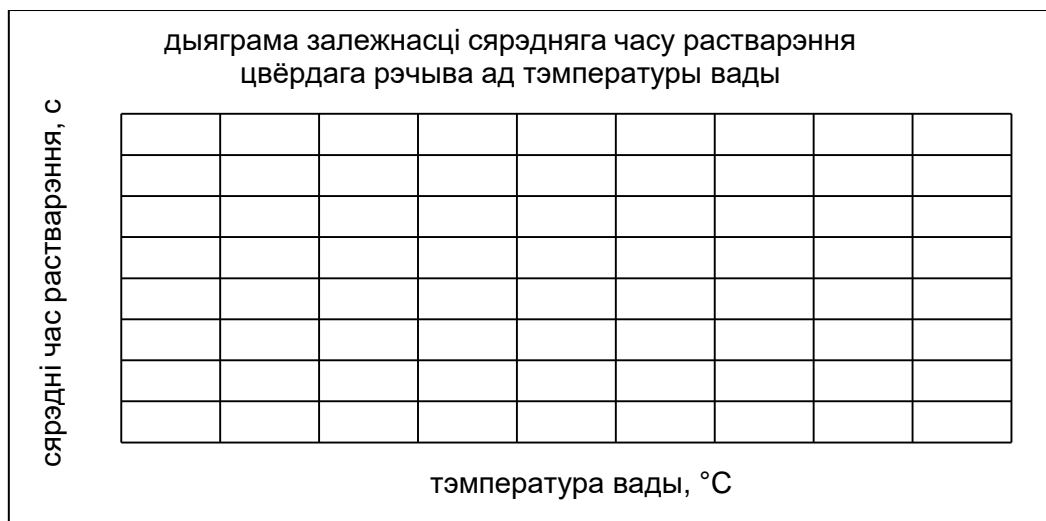 дыяграма залежнасці сярэдняга часу растварэння
цвёрдага рэчыва ад тэмпературы вады
сярэдні час растварэння, с
тэмпература вады, °С